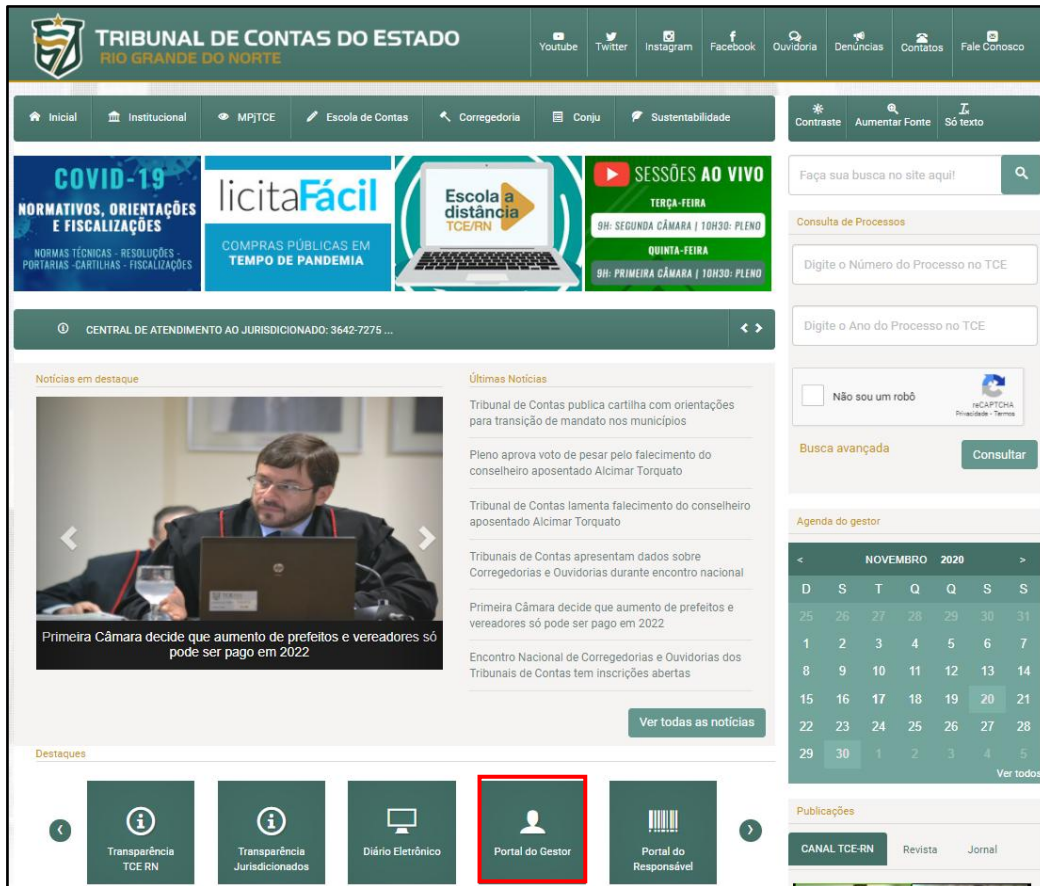 TRIBUNAL DE CONTAS DO ESTADO
RIO GRANDE DO NORTE
Youtube
Twitter
Instagram
Facebook
Ouvidoria
Denúncias
Contatos
Fale Conosco
Inicial
Institucional
MPjTCE
Escola de Contas
Corregedoria
Conju
Sustentabilidade
Contraste
Aumentar Fonte
Só texto
COVID-19
NORMATIVOS, ORIENTAÇÕES
E FISCALIZAÇÕES
NORMAS TÉCNICAS - RESOLUÇÕES -
PORTARIAS -CARTILHAS - FISCALIZAÇÕES
licitaFácil
COMPRAS PÚBLICAS EM
TEMPO DE PANDEMIA
Escola a
distância
TCE/RN
SESSÕES AO VIVO
TERÇA-FEIRA
9H: SEGUNDA CÂMARA | 10H30: PLENO
QUINTA-FEIRA
9H: PRIMEIRA CÂMARA | 10H30: PLENO
Faça sua busca no site aqui!
Consulta de Processos
Digite o Número do Processo no TCE
Digite o Ano do Processo no TCE
Não sou um robô
reCAPTCHA
Privacidade - Termos
Busca avançada
Consultar
CENTRAL DE ATENDIMENTO AO JURISDICIONADO: 3642-7275 ...
< >
Notícias em destaque
Primeira Câmara decide que aumento de prefeitos e vereadores só
pode ser pago em 2022
Últimas Notícias
Tribunal de Contas publica cartilha com orientações
para transição de mandato nos municípios
Pleno aprova voto de pesar pelo falecimento do
conselheiro aposentado Alcimar Torquato
Tribunal de Contas lamenta falecimento do conselheiro
aposentado Alcimar Torquato
Tribunais de Contas apresentam dados sobre
Corregedorias e Ouvidorias durante encontro nacional
Primeira Câmara decide que aumento de prefeitos e
vereadores só pode ser pago em 2022
Encontro Nacional de Corregedorias e Ouvidorias dos
Tribunais de Contas tem inscrições abertas
Ver todas as notícias
Agenda do gestor
< NOVEMBRO 2020 >
D S T Q Q S S
25 26 27 28 29 30 31
1 2 3 4 5 6 7
8 9 10 11 12 13 14
15 16 17 18 19 20 21
22 23 24 25 26 27 28
29 30 1 2 3 4 5
Ver todos
Destaques
Transparência
TCE RN
Transparência
Jurisdicionados
Diário Eletrônico
Portal do Gestor
Portal do
Responsável
Publicações
CANAL TCE-RN
Revista
Jornal